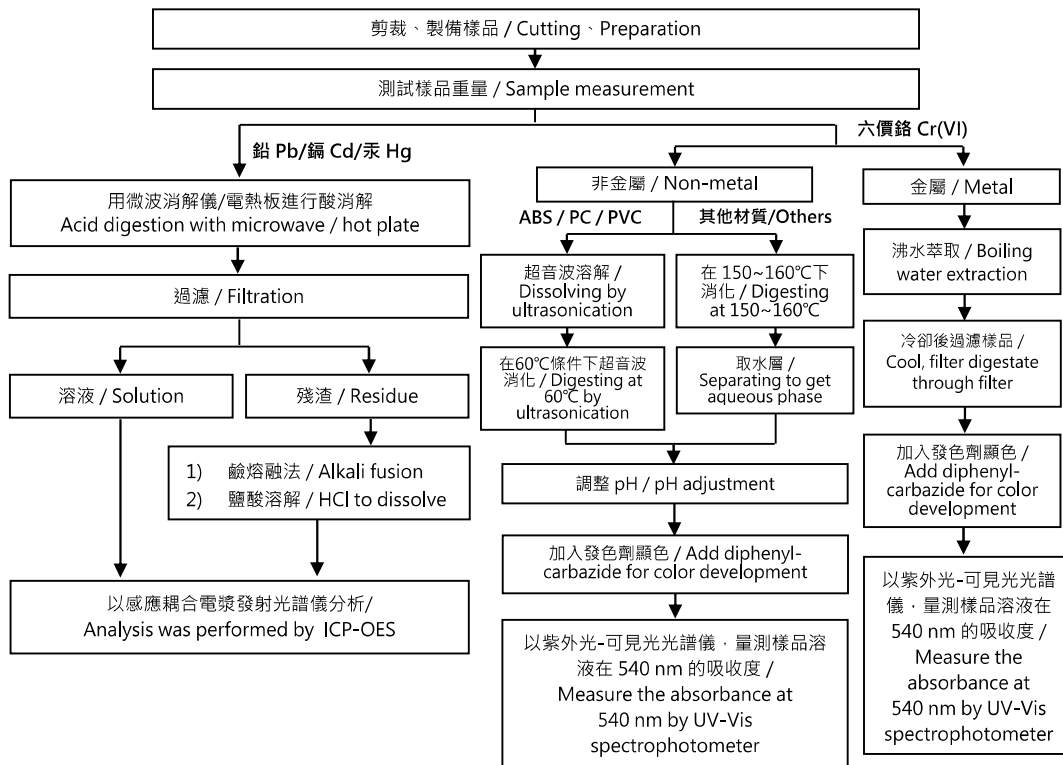 剪裁、製備樣品 / Cutting、Preparation
測試樣品重量 / Sample measurement
鉛 Pb/鎘 Cd/汞 Hg
六價鉻 Cr(VI)
用微波消解儀/電熱板進行酸消解
Acid digestion with microwave / hot plate
過濾 / Filtration
溶液 / Solution
殘渣 / Residue
1) 鹼熔融法 / Alkali fusion
2) 鹽酸溶解 / HCl to dissolve
以感應耦合電漿發射光譜儀分析/
Analysis was performed by ICP-OES
非金屬 / Non-metal
ABS / PC / PVC
其他材質/Others
超音波溶解 /
Dissolving by
ultrasonication
在60℃條件下超音波
消化 / Digesting at
60℃ by
ultrasonication
在 150~160℃下
消化 / Digesting
at 150~160℃
取水層 /
Separating to get
aqueous phase
調整 pH / pH adjustment
加入發色劑顯色 / Add diphenyl-
carbazide for color development
以紫外光-可見光光譜儀，量測樣品溶
液在 540 nm 的吸收度 /
Measure the absorbance at
540 nm by UV-Vis
spectrophotometer
金屬 / Metal
沸水萃取 / Boiling
water extraction
冷卻後過濾樣品 /
Cool, filter digestate
through filter
加入發色劑顯色 /
Add diphenyl-
carbazide for color
development
以紫外光-可見光光譜
儀，量測樣品溶液在
540 nm 的吸收度 /
Measure the
absorbance at
540 nm by UV-Vis
spectrophotometer